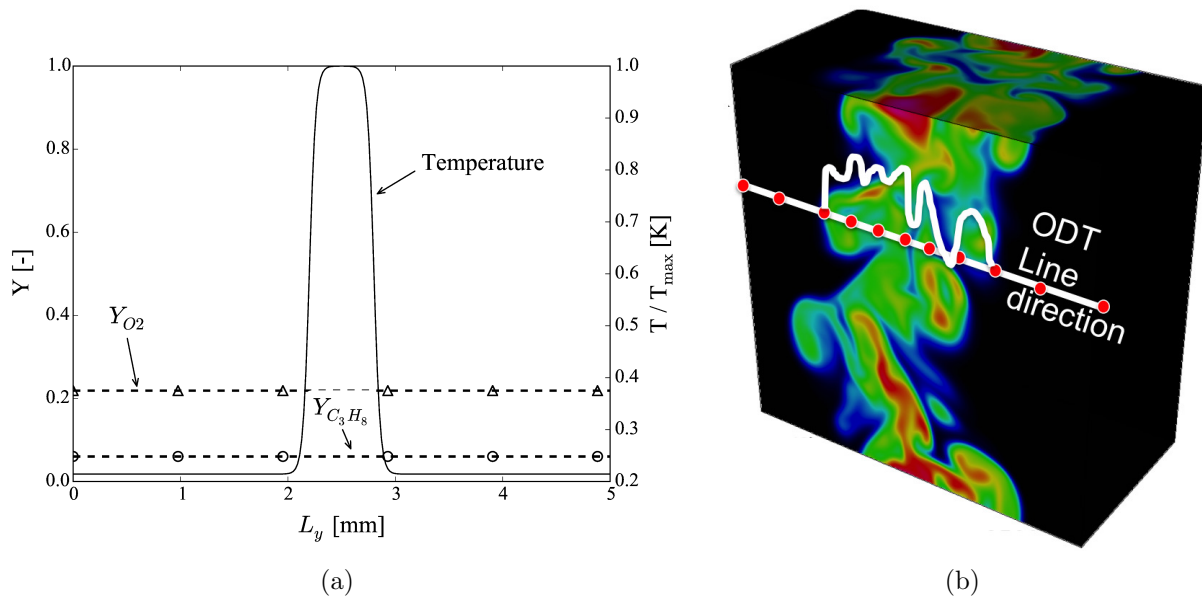 1.0
0.8
0.6
0.4
0.2
0.0
Y [-]
1.0
0.9
0.8
0.7
0.6
0.5
0.4
0.3
0.2
T / T_max [K]
Temperature
Y_{O2}
Y_{C_3H_8}
0 1 2 3 4 5
L_y [mm]
(a)
ODT
Line
direction
(b)